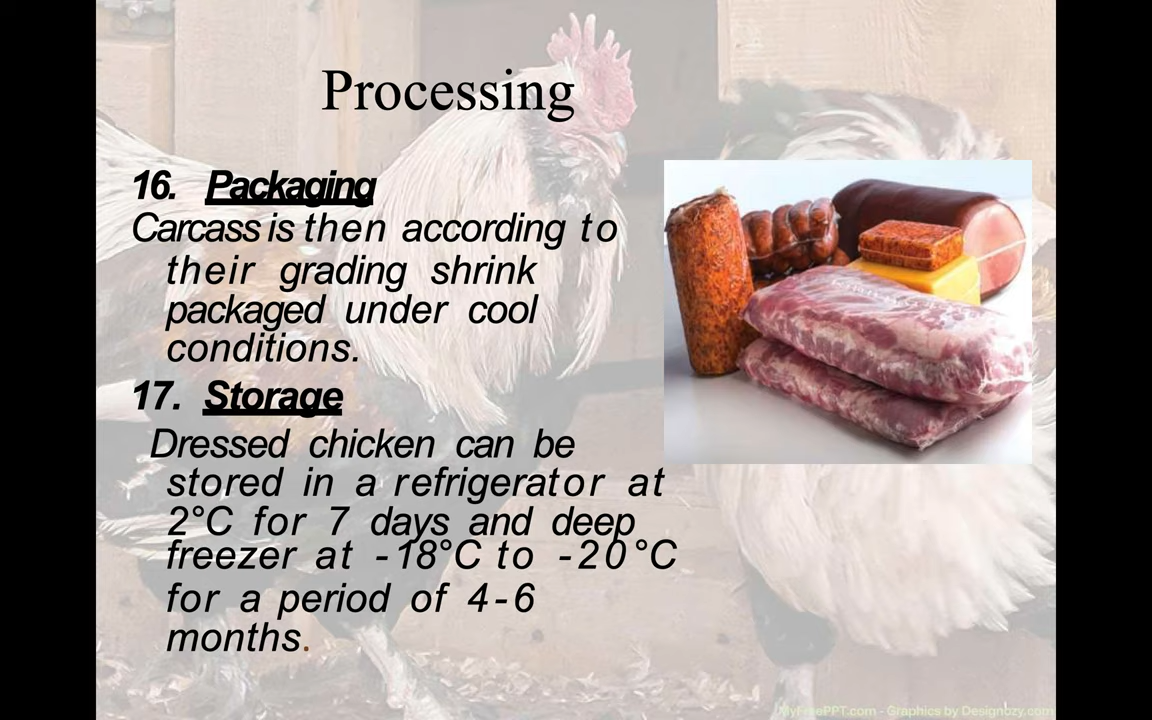 Processing
16. Packaging
Carcass is then according to
their grading shrink
packaged under cool
conditions.
17. Storage
Dressed chicken can be
stored in a refrigerator at
2°C for 7 days and deep
freezer at -18°C to -20°C
for a period of 4-6
months.
MyFreePPT.com - Graphics by Designozy.com